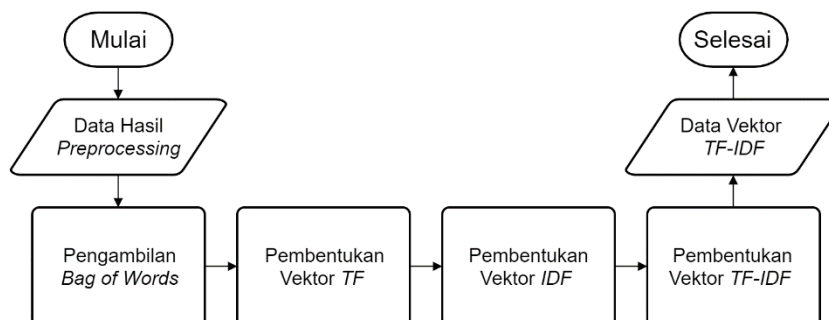 Mulai
Data Hasil
Preprocessing
Pengambilan
Bag of Words
Pembentukan
Vektor TF
Pembentukan
Vektor IDF
Pembentukan
Vektor TF-IDF
Data Vektor
TF-IDF
Selesai